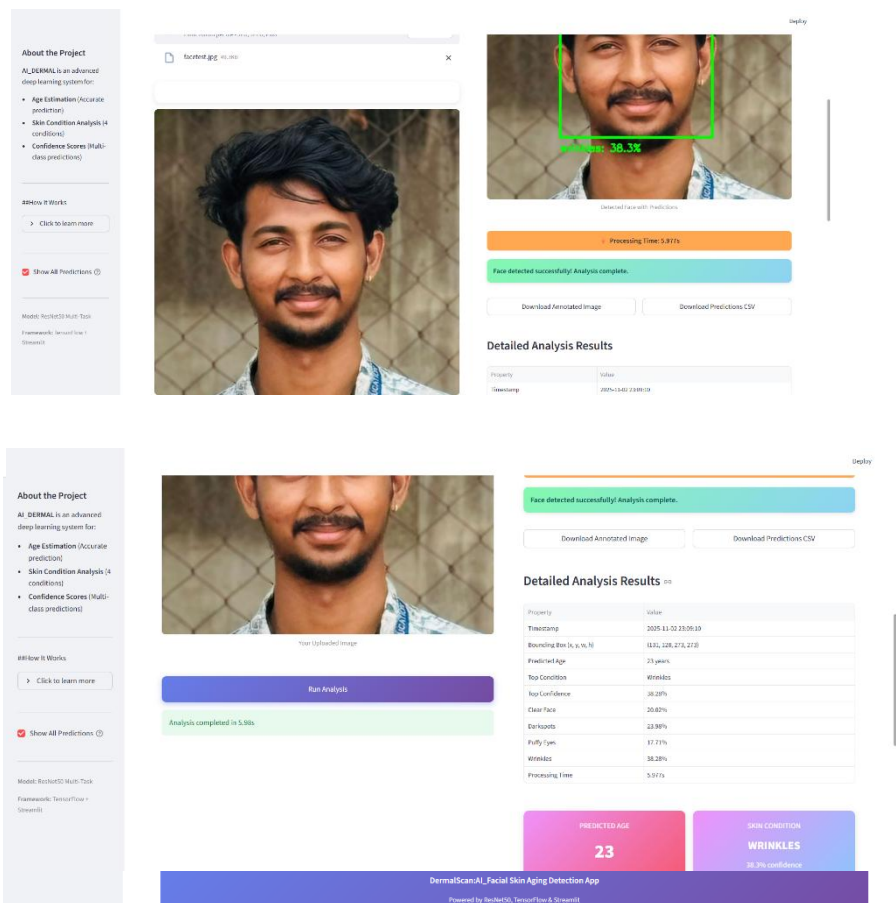 Deploy
About the Project
AI_DERMAL is an advanced
deep learning system for:
• Age Estimation (Accurate
prediction)
• Skin Condition Analysis (4
conditions)
• Confidence Scores (Multi-
class predictions)
##How It Works
> Click to learn more
Show All Predictions
Model: ResNet50 Multi-Task
Streamlit
facetest.jpg
38.3%
Detected Face with Predictions
Processing Time: 5.977s
Face detected successfully! Analysis complete.
Download Annotated Image
Download Predictions CSV
Detailed Analysis Results
Property Value
Timestamp 2025-11-02 23:09:10
Deploy
About the Project
AI_DERMAL is an advanced
deep learning system for:
• Age Estimation (Accurate
prediction)
• Skin Condition Analysis (4
conditions)
• Confidence Scores (Multi-
class predictions)
##How It Works
> Click to learn more
Show All Predictions
Model: ResNet50 Multi-Task
Framework: TensorFlow +
Streamlit
Your Uploaded Image
Run Analysis
Analysis completed in 5.98s
Face detected successfully! Analysis complete.
Download Annotated Image
Download Predictions CSV
Detailed Analysis Results
Property Value
Timestamp 2025-11-02 23:09:10
Bounding Box (x, y, w, h)
Predicted Age 23 years
Top Condition Wrinkles
Top Confidence 38.28%
Clear Face 20.02%
Darkspots 23.98%
Puffy Eyes 17.71%
Wrinkles 38.28%
Processing Time 5.977s
PREDICTED AGE
23
SKIN CONDITION
WRINKLES
38.3% confidence
DermalScan:AI_Facial Skin Aging Detection App
Powered by ResNet50, TensorFlow & Streamlit